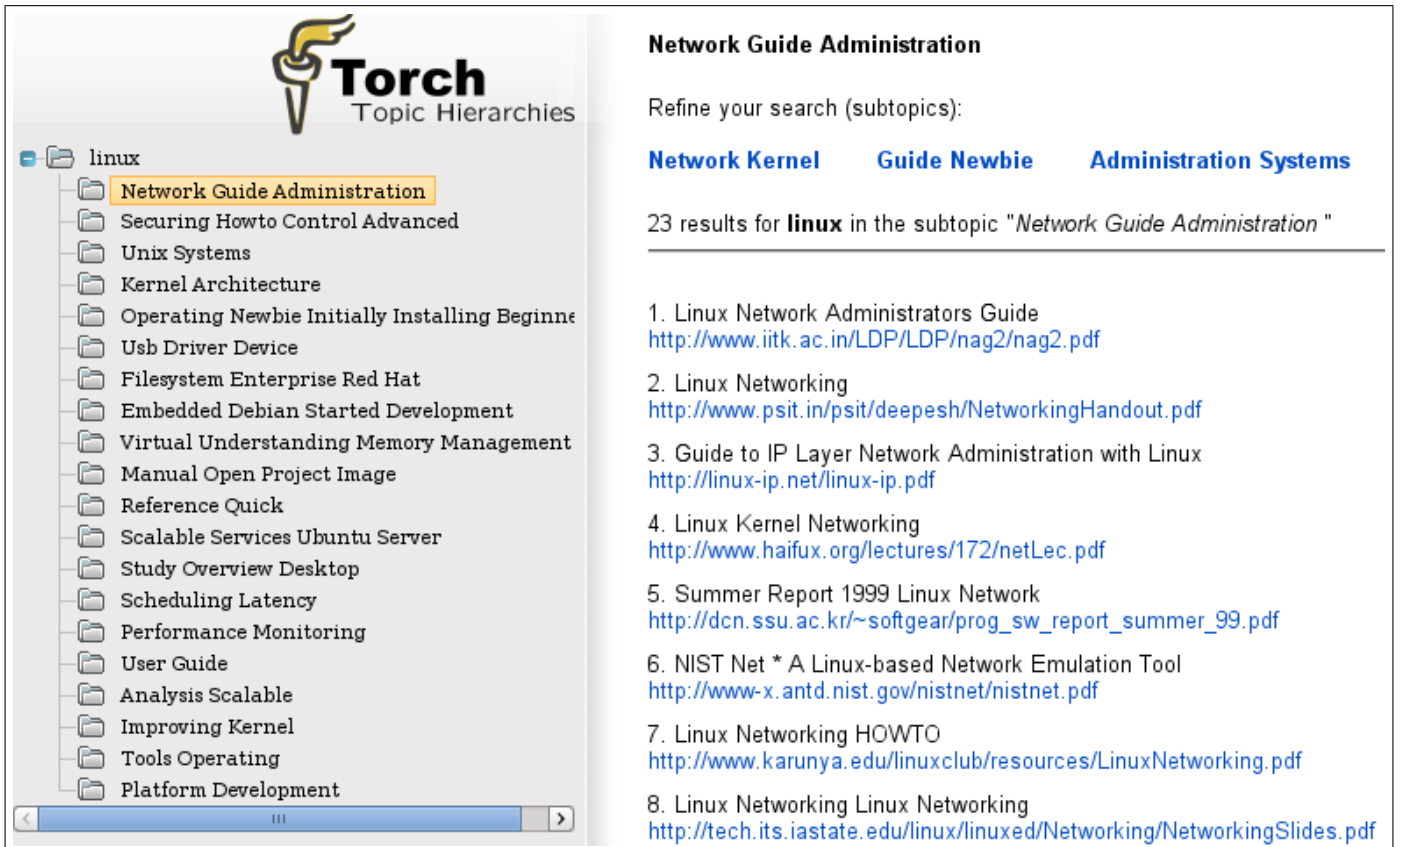 Torch
Topic Hierarchies
linux
Network Guide Administration
Securing Howto Control Advanced
Unix Systems
Kernel Architecture
Operating Newbie Initially Installing Beginne
Usb Driver Device
Filesystem Enterprise Red Hat
Embedded Debian Started Development
Virtual Understanding Memory Management
Manual Open Project Image
Reference Quick
Scalable Services Ubuntu Server
Study Overview Desktop
Scheduling Latency
Performance Monitoring
User Guide
Analysis Scalable
Improving Kernel
Tools Operating
Platform Development
Network Guide Administration
Refine your search (subtopics):
Network Kernel Guide Newbie Administration Systems
23 results for linux in the subtopic "Network Guide Administration "
1. Linux Network Administrators Guide
http://www.iitk.ac.in/LDP/LDP/nag2/nag2.pdf
2. Linux Networking
http://www.psit.in/psit/deepesh/NetworkingHandout.pdf
3. Guide to IP Layer Network Administration with Linux
http://linux-ip.net/linux-ip.pdf
4. Linux Kernel Networking
http://www.haifux.org/lectures/172/netLec.pdf
5. Summer Report 1999 Linux Network
http://dcn.ssu.ac.kr/~softgear/prog_sw_report_summer_99.pdf
6. NIST Net * A Linux-based Network Emulation Tool
http://www-x.antd.nist.gov/nistnet/nistnet.pdf
7. Linux Networking HOWTO
http://www.karunya.edu/linuxclub/resources/LinuxNetworking.pdf
8. Linux Networking Linux Networking
http://tech.its.iastate.edu/linux/linuxed/Networking/NetworkingSlides.pdf